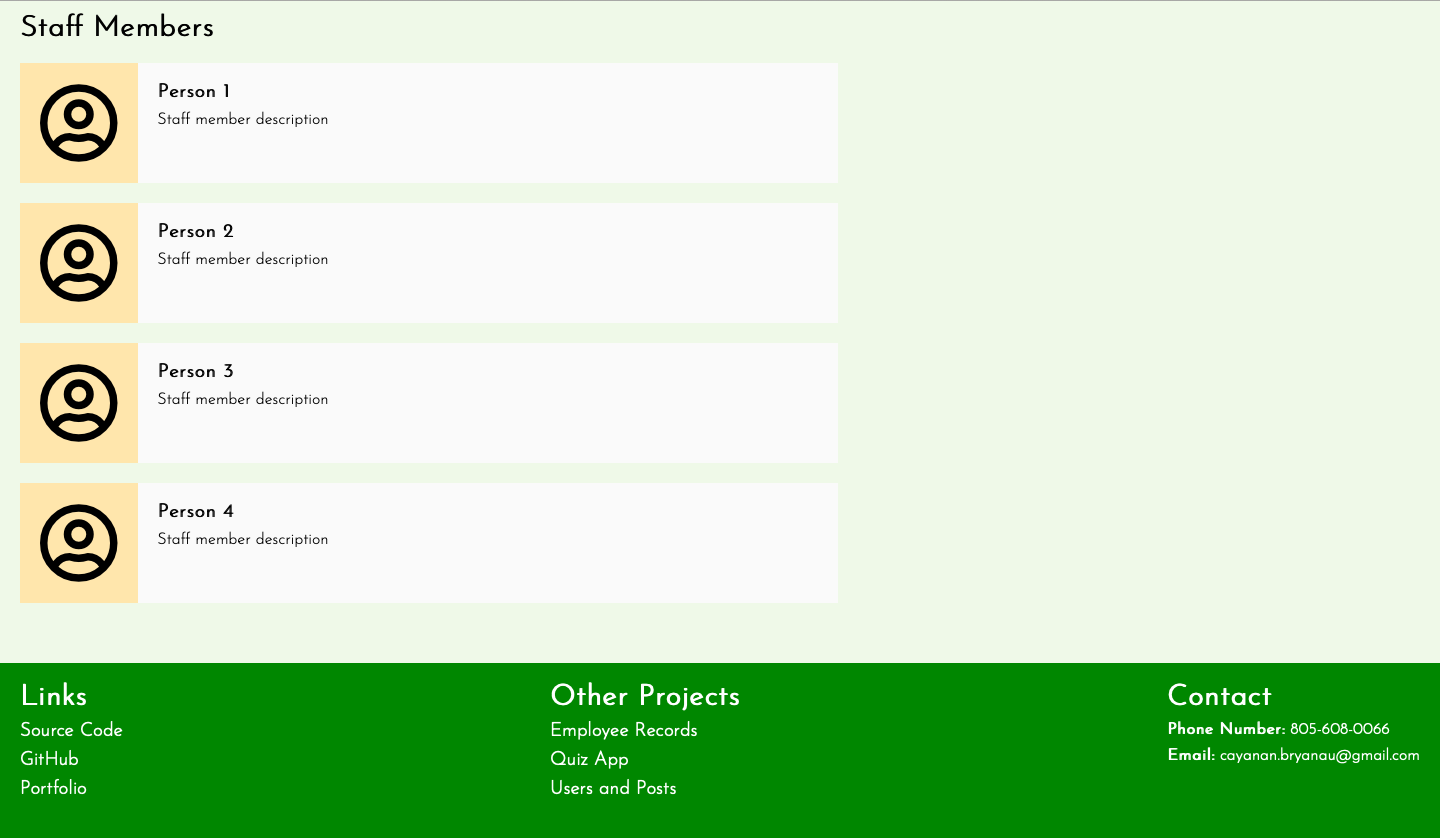 Staff Members
Person 1
Staff member description
Person 2
Staff member description
Person 3
Staff member description
Person 4
Staff member description
Links
Source Code
GitHub
Portfolio
Other Projects
Employee Records
Quiz App
Users and Posts
Contact
Phone Number: 805-608-0066
Email: cayanan.bryanau@gmail.com